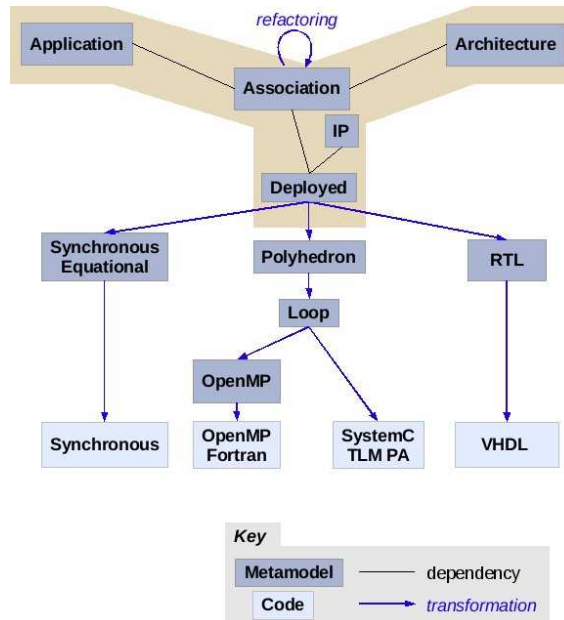 refactoring
Application
Architecture
Association
IP
Deployed
Synchronous
Equational
Polyhedron
RTL
Loop
OpenMP
Synchronous
OpenMP
Fortran
SystemC
TLM PA
VHDL
Key
Metamodel
dependency
Code
transformation